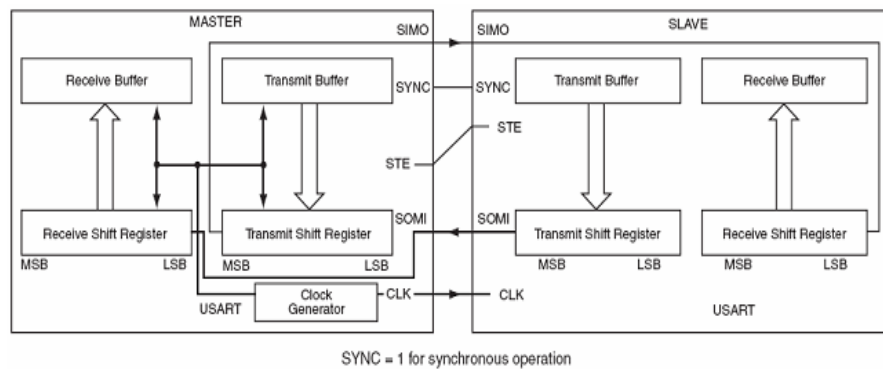 MASTER
SLAVE
SIMO
SIMO
Receive Buffer
Transmit Buffer
SYNC
SYNC
Transmit Buffer
Receive Buffer
STE
STE
SOMI
SOMI
Receive Shift Register
Transmit Shift Register
Transmit Shift Register
Receive Shift Register
MSB
LSB
MSB
LSB
MSB
LSB
MSB
LSB
USART
Clock
Generator
CLK
CLK
USART
SYNC = 1 for synchronous operation